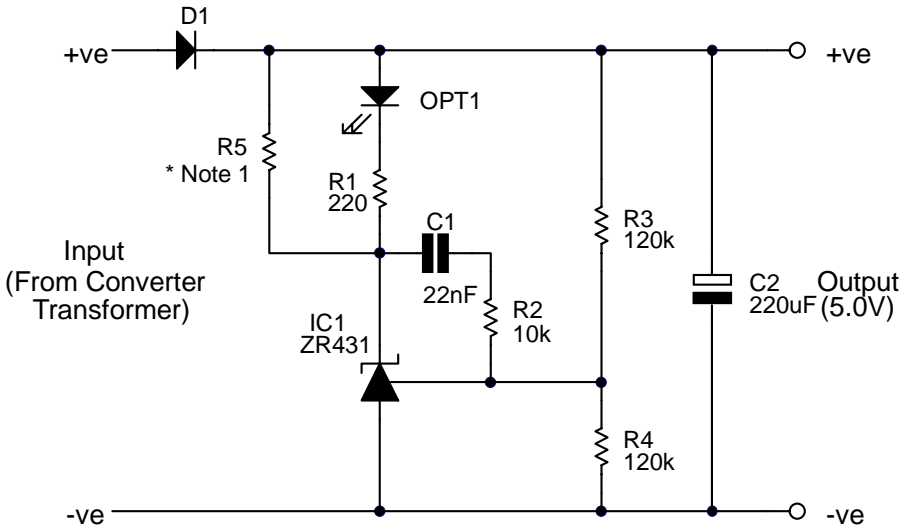 D1
+ve
+ve
OPT1
R5
* Note 1
R1
220
C1
R3
120k
Input
(From Converter
Transformer)
22nF
R2
10k
C2
220uF
Output
(5.0V)
IC1
ZR431
R4
120k
-ve
-ve